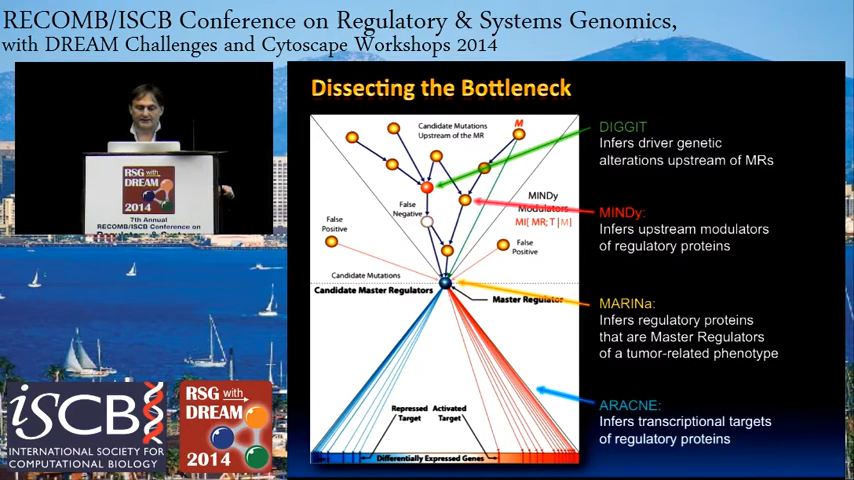 RECOMB/ISCB Conference on Regulatory & Systems Genomics,
with DREAM Challenges and Cytoscape Workshops 2014
RSG with
DREAM
2014
7th Annual
RECOMB/ISCB Conference on
iSCB
INTERNATIONAL SOCIETY FOR
COMPUTATIONAL BIOLOGY
RSG with
DREAM
2014
Dissecting the Bottleneck
Candidate Mutations
Upstream of the MR
M
False
Negative
MINDy
Modulators
MI[ MR; T | M]
False
Positive
False
Positive
Candidate Mutations
Candidate Master Regulators
Master Regulator
Repressed
Target
Activated
Target
Differentially Expressed Genes
DIGGIT
Infers driver genetic
alterations upstream of MRs
MINDy:
Infers upstream modulators
of regulatory proteins
MARINa:
Infers regulatory proteins
that are Master Regulators
of a tumor-related phenotype
ARACNE:
Infers transcriptional targets
of regulatory proteins